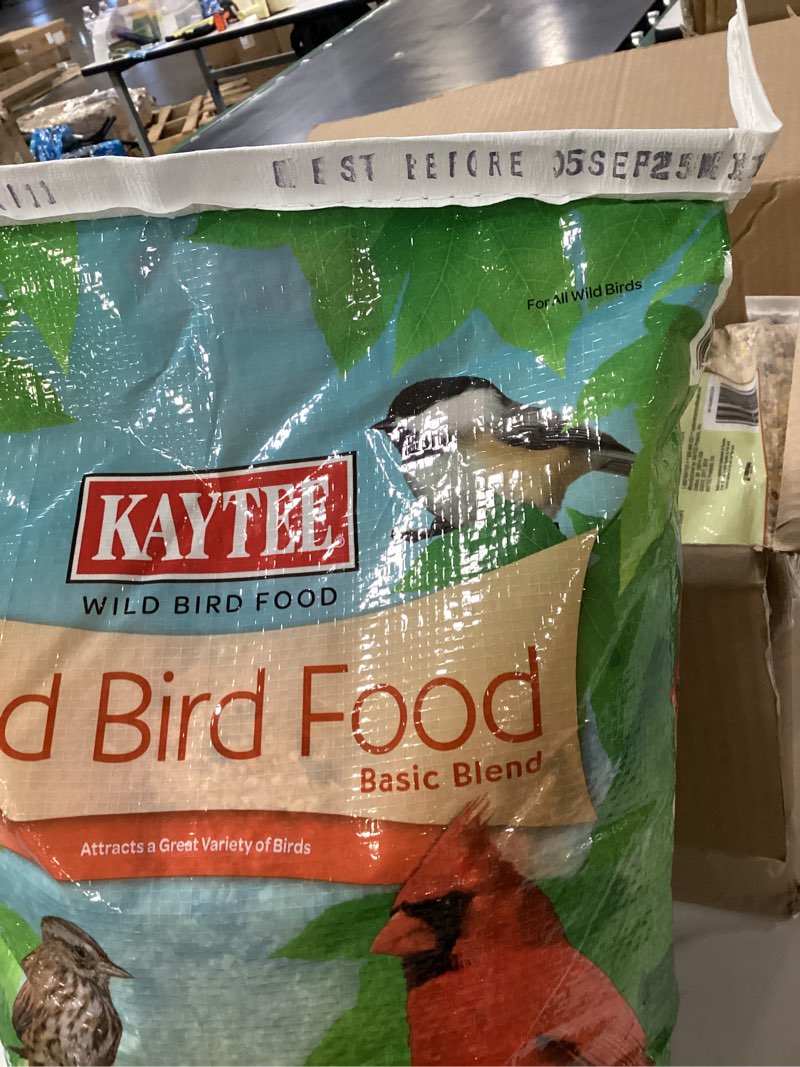 BEST BEFORE 05SEP25
For All Wild Birds
KAYTEE
WILD BIRD FOOD
d Bird Food
Basic Blend
Attracts a Great Variety of Birds